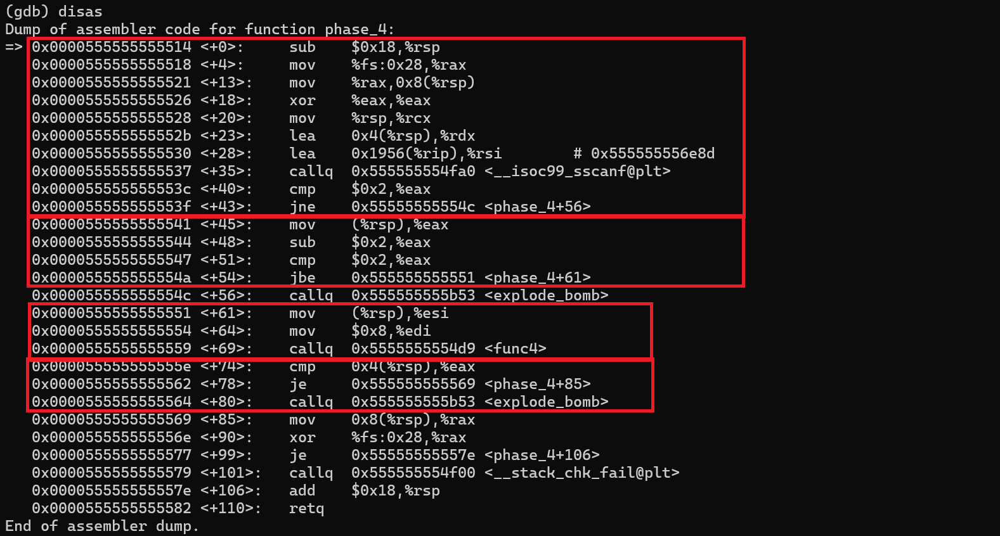 (gdb) disas
Dump of assembler code for function phase_4:
=> 0x0000555555555514 <+0>:     sub    $0x18,%rsp
   0x0000555555555518 <+4>:     mov    %fs:0x28,%rax
   0x0000555555555521 <+13>:    mov    %rax,0x8(%rsp)
   0x0000555555555526 <+18>:    xor    %eax,%eax
   0x0000555555555528 <+20>:    mov    %rsp,%rcx
   0x000055555555552b <+23>:    lea    0x4(%rsp),%rdx
   0x0000555555555530 <+28>:    lea    0x1956(%rip),%rsi        # 0x555555556e8d
   0x0000555555555537 <+35>:    callq  0x555555554fa0 <__isoc99_sscanf@plt>
   0x000055555555553c <+40>:    cmp    $0x2,%eax
   0x000055555555553f <+43>:    jne    0x55555555554c <phase_4+56>
   0x0000555555555541 <+45>:    mov    (%rsp),%eax
   0x0000555555555544 <+48>:    sub    $0x2,%eax
   0x0000555555555547 <+51>:    cmp    $0x2,%eax
   0x000055555555554a <+54>:    jbe    0x555555555551 <phase_4+61>
   0x000055555555554c <+56>:    callq  0x555555555b53 <explode_bomb>
   0x0000555555555551 <+61>:    mov    (%rsp),%esi
   0x0000555555555554 <+64>:    mov    $0x8,%edi
   0x0000555555555559 <+69>:    callq  0x5555555554d9 <func4>
   0x000055555555555e <+74>:    cmp    0x4(%rsp),%eax
   0x0000555555555562 <+78>:    je     0x555555555569 <phase_4+85>
   0x0000555555555564 <+80>:    callq  0x555555555b53 <explode_bomb>
   0x0000555555555569 <+85>:    mov    0x8(%rsp),%rax
   0x000055555555556e <+90>:    xor    %fs:0x28,%rax
   0x0000555555555577 <+99>:    je     0x55555555557e <phase_4+106>
   0x0000555555555579 <+101>:   callq  0x555555554f00 <__stack_chk_fail@plt>
   0x000055555555557e <+106>:   add    $0x18,%rsp
   0x0000555555555582 <+110>:   retq
End of assembler dump.